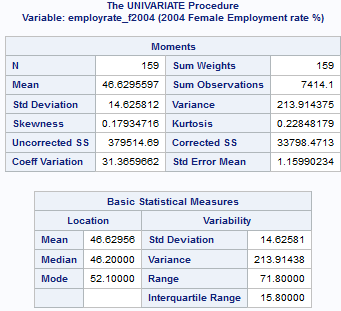 The UNIVARIATE Procedure
Variable: employrate_f2004 (2004 Female Employment rate %)
Moments
N 159 Sum Weights 159
Mean 46.6295597 Sum Observations 7414.1
Std Deviation 14.625812 Variance 213.914375
Skewness 0.17934716 Kurtosis 0.22848179
Uncorrected SS 379514.69 Corrected SS 33798.4713
Coeff Variation 31.3659662 Std Error Mean 1.15990234
Basic Statistical Measures
Location Variability
Mean 46.62956 Std Deviation 14.62581
Median 46.20000 Variance 213.91438
Mode 52.10000 Range 71.80000
Interquartile Range 15.80000